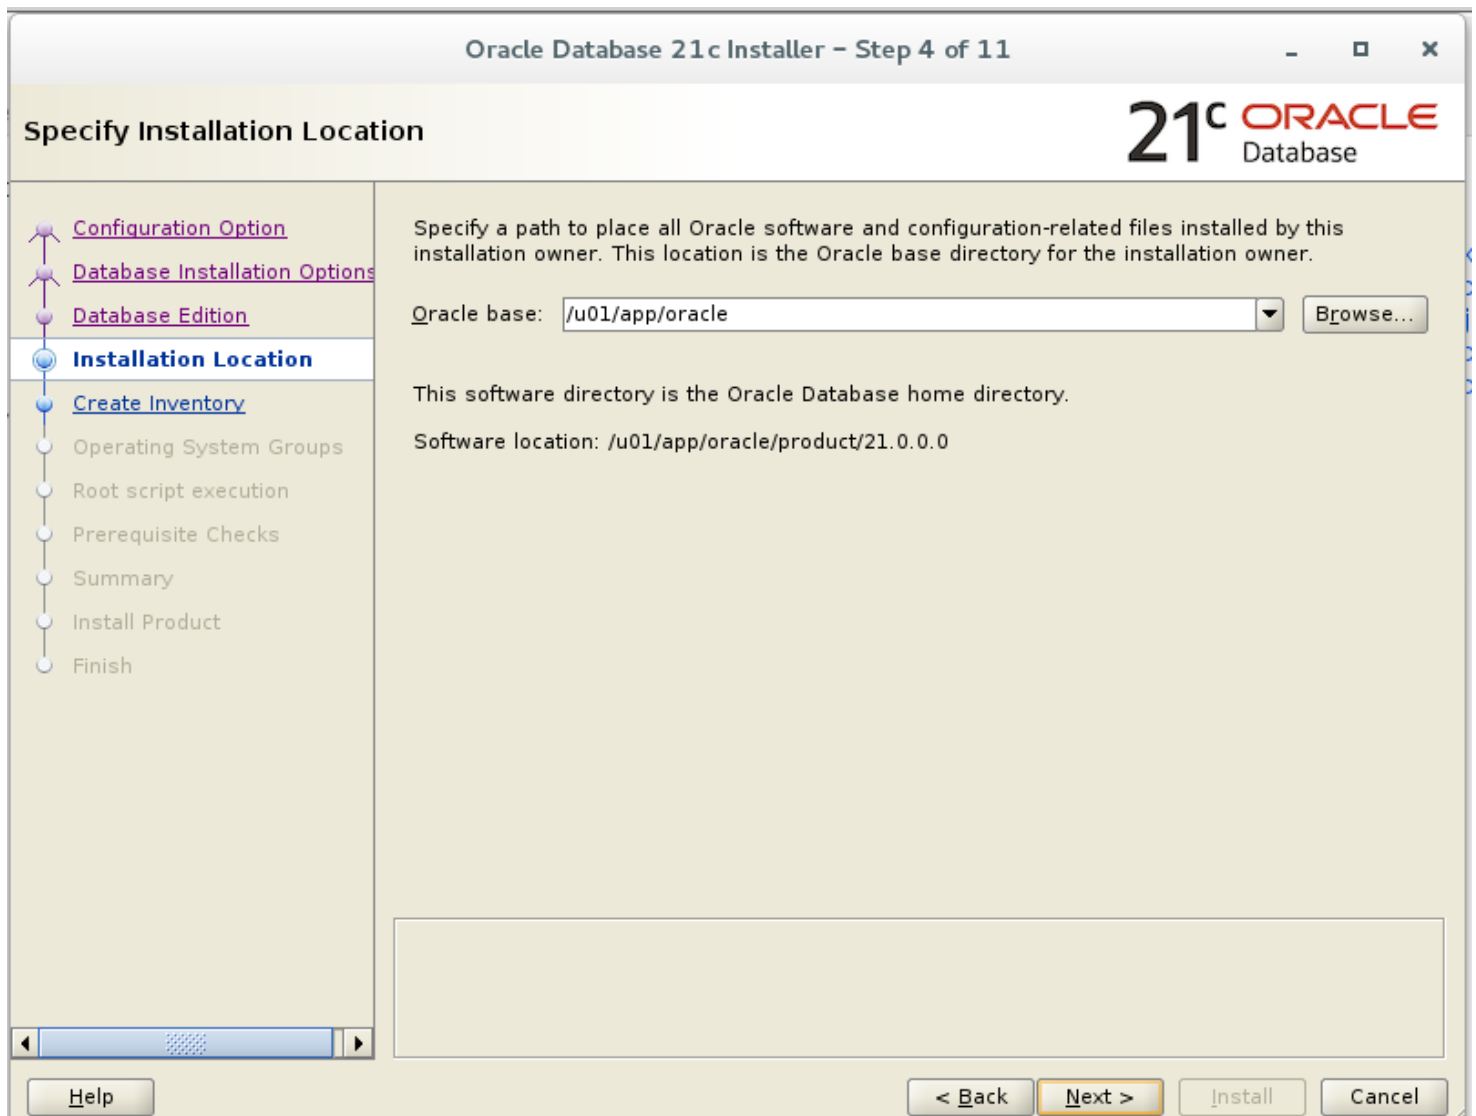 Oracle Database 21c Installer – Step 4 of 11
Specify Installation Location
21c ORACLE
Database
Configuration Option
Database Installation Options
Database Edition
Installation Location
Create Inventory
Operating System Groups
Root script execution
Prerequisite Checks
Summary
Install Product
Finish
Specify a path to place all Oracle software and configuration-related files installed by this
installation owner. This location is the Oracle base directory for the installation owner.
Oracle base: /u01/app/oracle Browse...
This software directory is the Oracle Database home directory.
Software location: /u01/app/oracle/product/21.0.0.0
Help < Back Next > Install Cancel